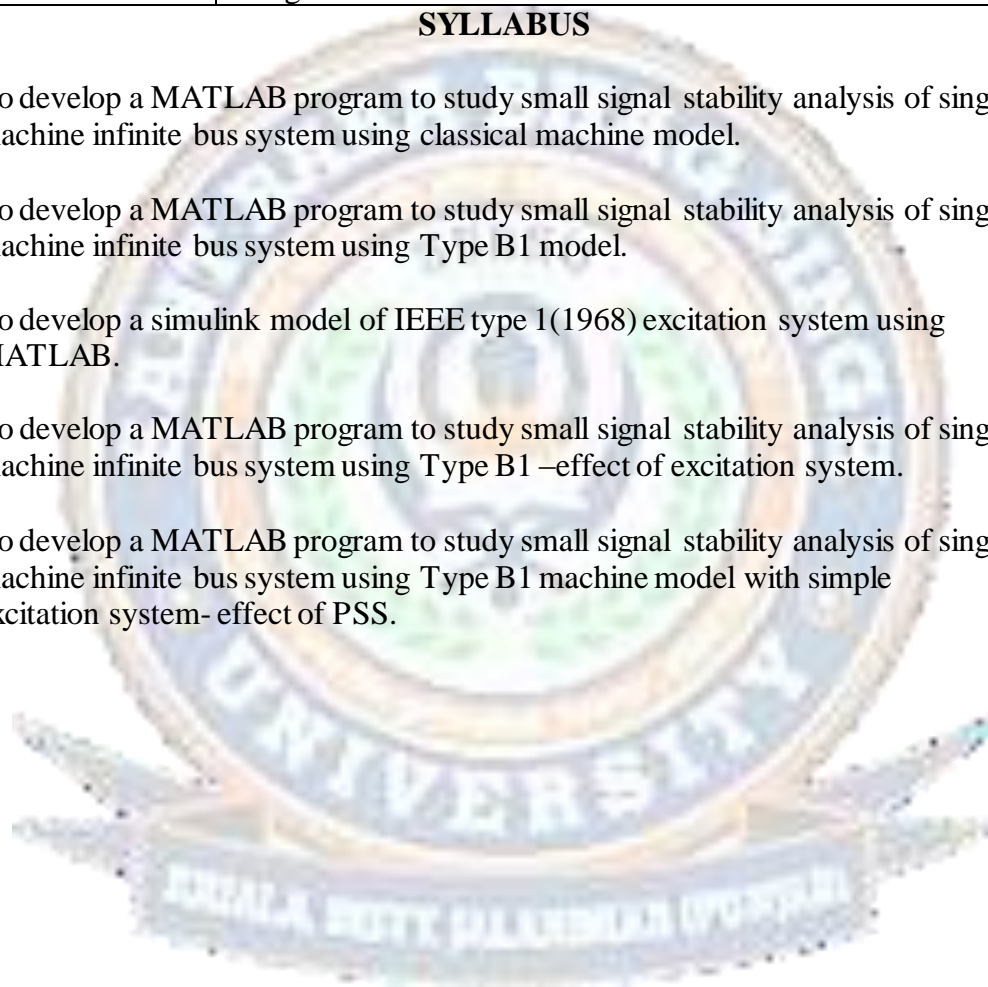 SYLLABUS
o develop a MATLAB program to study small signal stability analysis of sing
achine infinite bus system using classical machine model.
o develop a MATLAB program to study small signal stability analysis of sing
achine infinite bus system using Type B1 model.
o develop a simulink model of IEEE type 1(1968) excitation system using
MATLAB.
o develop a MATLAB program to study small signal stability analysis of sing
achine infinite bus system using Type B1 –effect of excitation system.
o develop a MATLAB program to study small signal stability analysis of sing
achine infinite bus system using Type B1 machine model with simple
xcitation system- effect of PSS.
UNIVERSITY